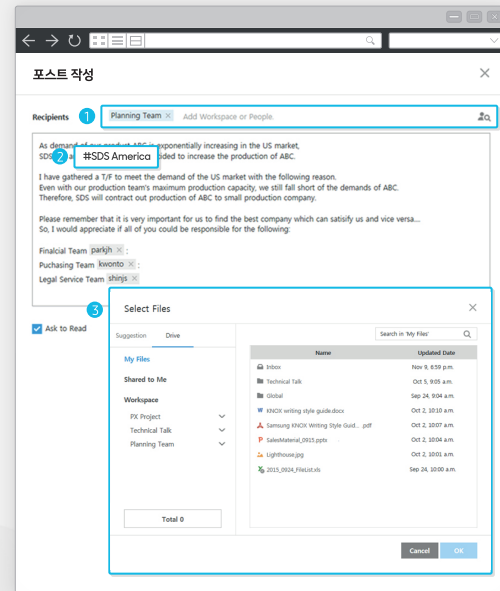 포스트 작성
Recipients
1
Planning Team
Add Workspace or People.
As demand of our product ABC is exponentially increasing in the US market,
2
#SDS America
SDS
ded to increase the production of ABC.
I have gathered a T/F to meet the demand of the US market with the following reason.
Even with our production team's maximum production capacity, we still fall short of the demands of ABC.
Therefore, SDS will contract out production of ABC to small production company.
Please remember that it is very important for us to find the best company which can satisify us and vice versa...
So, I would appreciate if all of you could be responsible for the following:
Finalcial Team parkjh :
Puchasing Team kwonto :
Legal Service Team shinjs
Ask to Read
3
Select Files
Suggestion Drive
Search in 'My Files'
My Files
Shared to Me
Workspace
PX Project
Technical Talk
Planning Team
Total 0
Name Updated Date
Inbox Nov 9, 6:59 p.m.
Technical Talk Oct 5, 9:05 a.m.
Global Sep 24, 9:04 a.m.
KNOX writing style guide.docx Oct 2, 10:10 a.m.
Samsung KNOX Writing Style Guid... .pdf Oct 2, 10:07 a.m.
SalesMaterial_0915.pptx Oct 2, 10:04 a.m.
Lighthouse.jpg Oct 2, 10:01 a.m.
2015_0924_FileList.xls Sep 24, 10:00 a.m.
Cancel OK